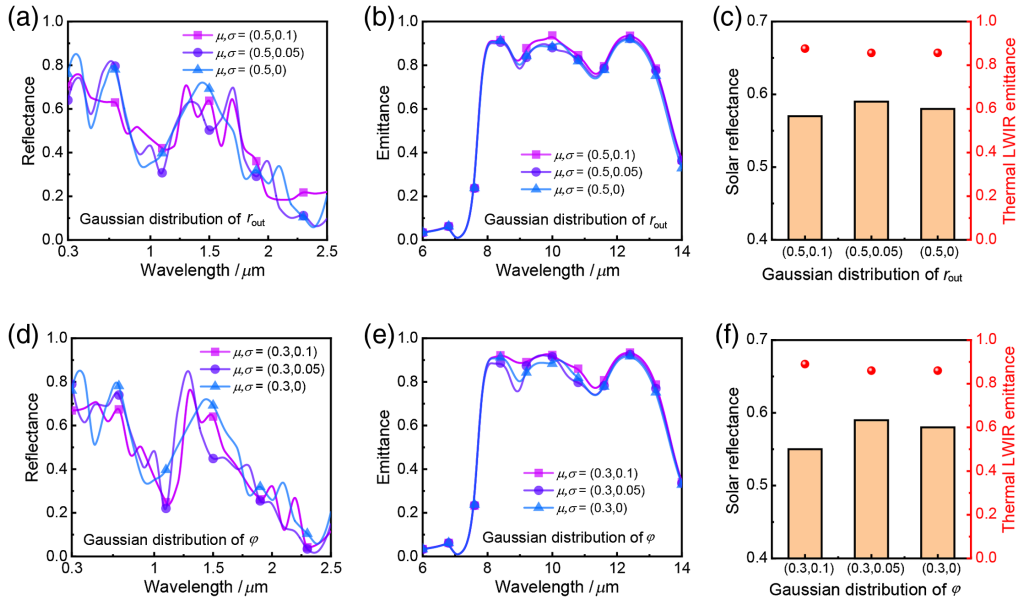 (a)
1.0
0.8
0.6
0.4
0.2
0.0
Reflectance
μ,σ = (0.5,0.1)
μ,σ = (0.5,0.05)
μ,σ = (0.5,0)
Gaussian distribution of rout
0.3 1 1.5 2 2.5
Wavelength / μm
(b)
1.0
0.8
0.6
0.4
0.2
0.0
Emittance
μ,σ = (0.5,0.1)
μ,σ = (0.5,0.05)
μ,σ = (0.5,0)
Gaussian distribution of rout
6 8 10 12 14
Wavelength / μm
(c)
0.7
0.6
0.5
0.4
Solar reflectance
1.0
0.8
0.6
0.4
0.2
0.0
Thermal LWIR emittance
(0.5,0.1) (0.5,0.05) (0.5,0)
Gaussian distribution of rout
(d)
1.0
0.8
0.6
0.4
0.2
0.0
Reflectance
μ,σ = (0.3,0.1)
μ,σ = (0.3,0.05)
μ,σ = (0.3,0)
Gaussian distribution of φ
0.3 1 1.5 2 2.5
Wavelength / μm
(e)
1.0
0.8
0.6
0.4
0.2
0.0
Emittance
μ,σ = (0.3,0.1)
μ,σ = (0.3,0.05)
μ,σ = (0.3,0)
Gaussian distribution of φ
6 8 10 12 14
Wavelength / μm
(f)
0.7
0.6
0.5
0.4
Solar reflectance
1.0
0.8
0.6
0.4
0.2
0.0
Thermal LWIR emittance
(0.3,0.1) (0.3,0.05) (0.3,0)
Gaussian distribution of φ